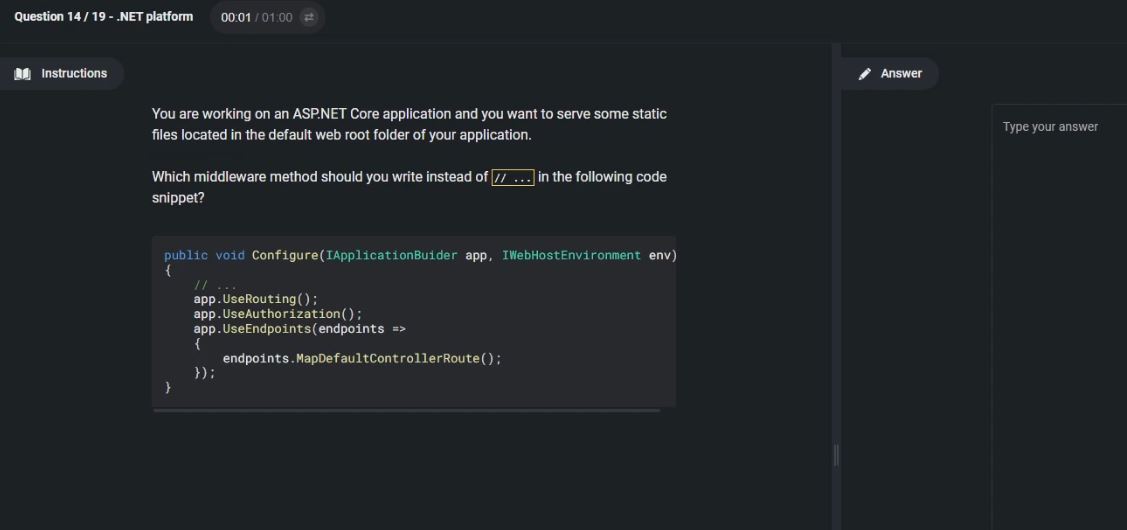 Question 14 / 19 - .NET platform
00:01 / 01:00
Instructions
Answer
You are working on an ASP.NET Core application and you want to serve some static
files located in the default web root folder of your application.
Which middleware method should you write instead of // ... in the following code
snippet?
public void Configure(IApplicationBuider app, IWebHostEnvironment env)
{
// ...
app.UseRouting();
app.UseAuthorization();
app.UseEndpoints(endpoints =>
{
endpoints.MapDefaultControllerRoute();
});
}
Type your answer